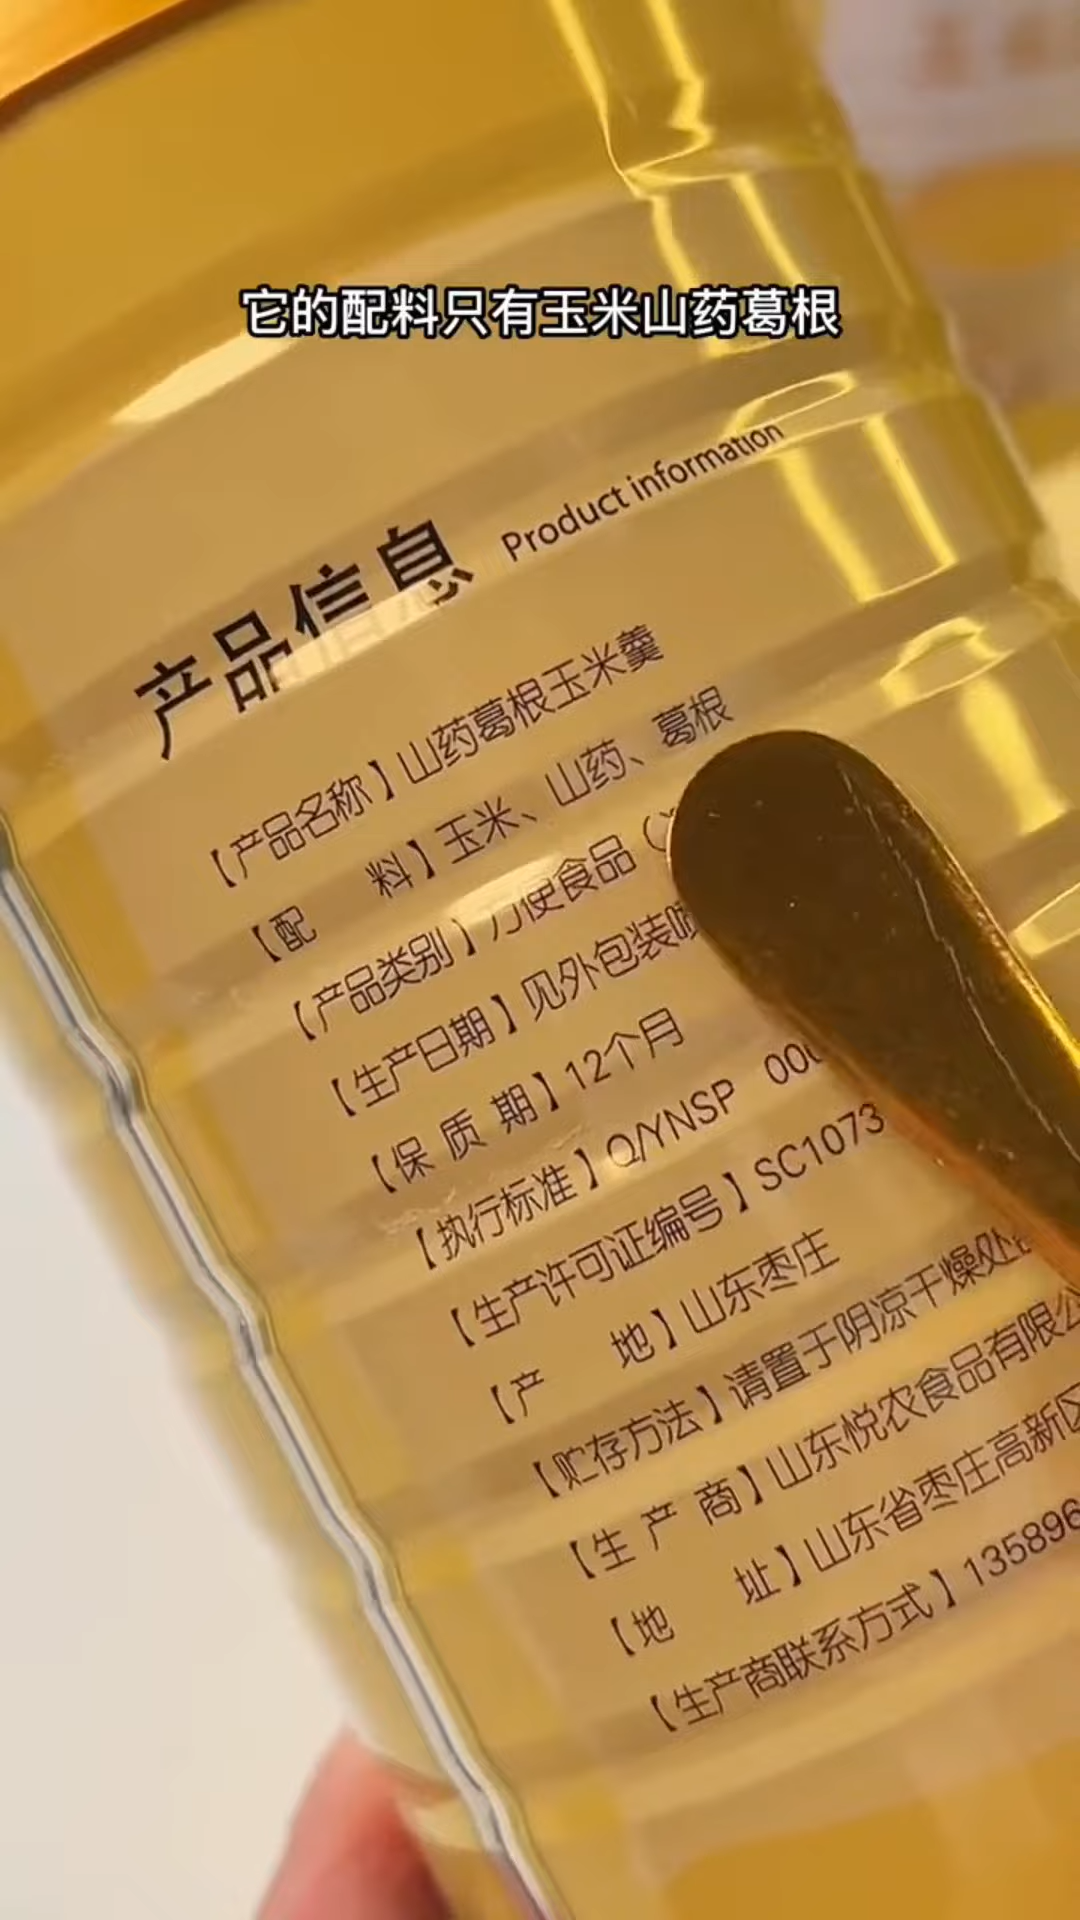 它的配料只有玉米山药葛根
产品信息 Product information
【产品名称】山药葛根玉米羹
【配 料】玉米、山药、葛根
【产品类别】方便食品（
【生产日期】见外包装喷
【保 质 期】12个月
【执行标准】Q/YNSP 000
【生产许可证编号】SC1073
【产 地】山东枣庄
【贮存方法】请置于阴凉干燥处
【生 产 商】山东悦农食品有限公
【地 址】山东省枣庄高新区
【生产商联系方式】135896